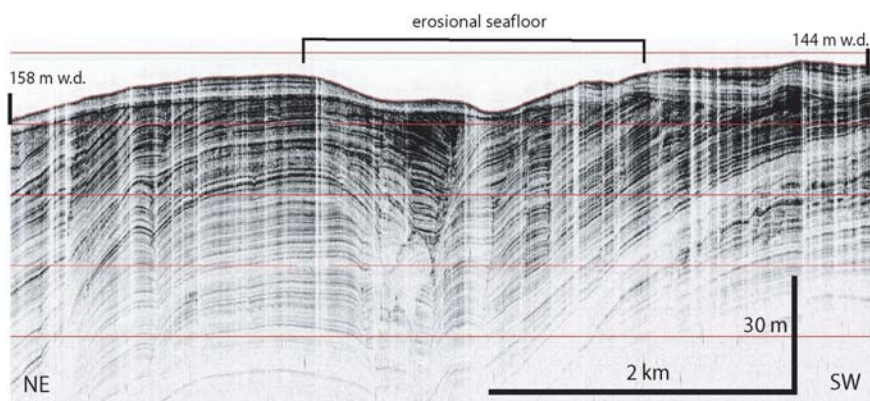 erosional seafloor
144 m w.d.
158 m w.d.
30 m
2 km
NE
SW